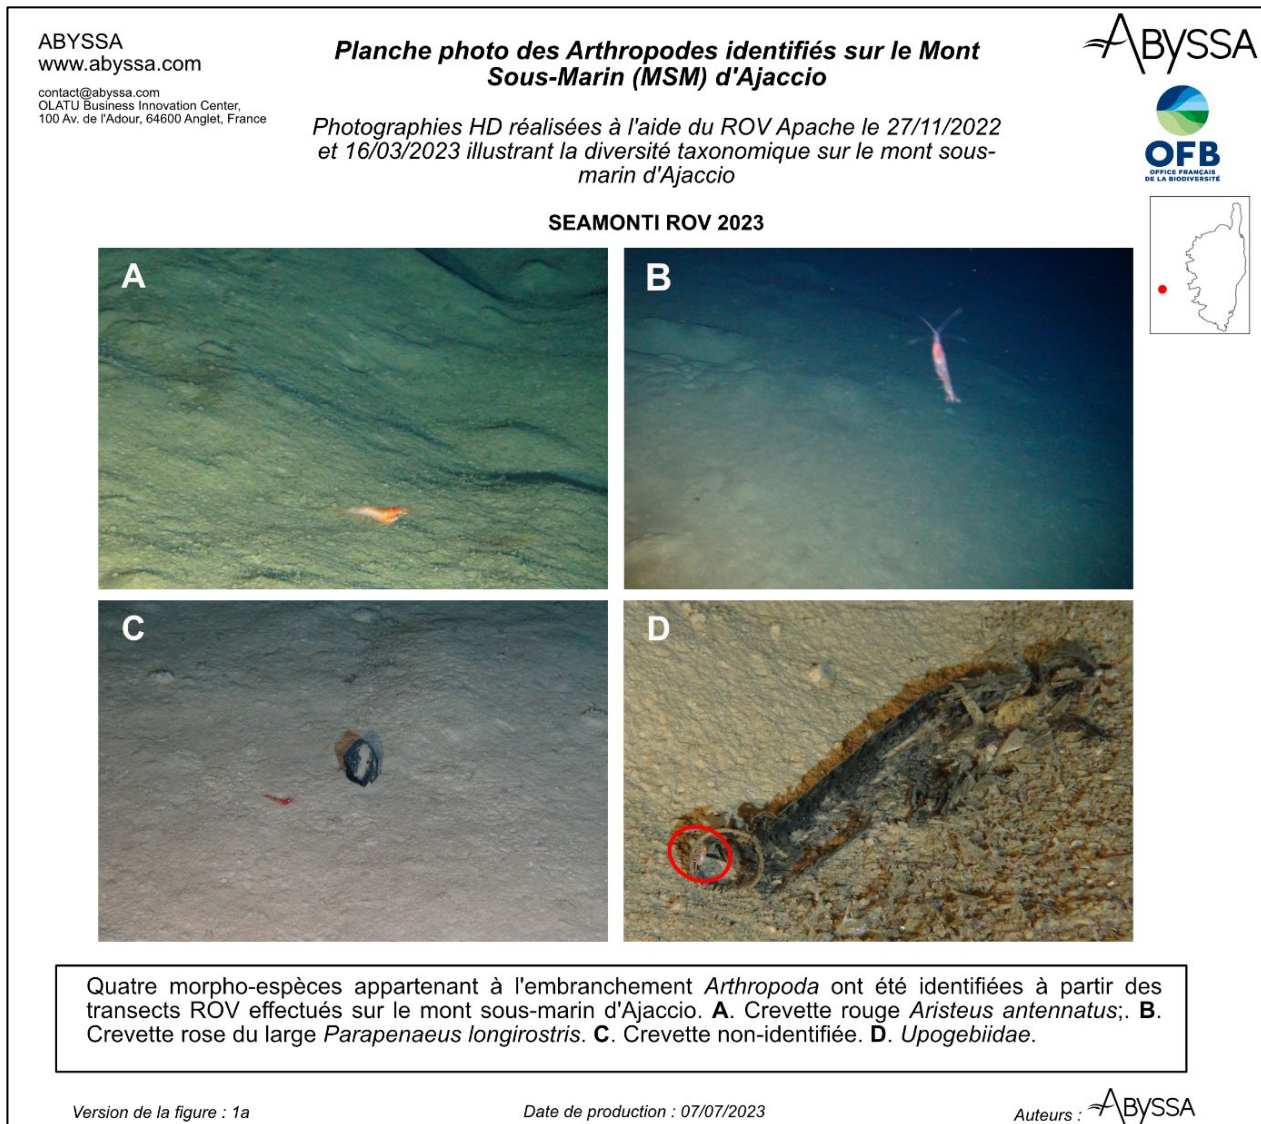 ABYSSA
www.abyssa.com
contact@abyssa.com
OLATU Business Innovation Center,
100 Av. de l'Adour, 64600 Anglet, France
Planche photo des Arthropodes identifiés sur le Mont
Sous-Marin (MSM) d'Ajaccio
Photographies HD réalisées à l'aide du ROV Apache le 27/11/2022
et 16/03/2023 illustrant la diversité taxonomique sur le mont sous-
marin d'Ajaccio
SEAMONTI ROV 2023
ABYSSA
OFB
OFFICE FRANÇAIS
DE LA BIODIVERSITÉ
A
B
C
D
Quatre morpho-espèces appartenant à l'embranchement Arthropoda ont été identifiées à partir des
transects ROV effectués sur le mont sous-marin d'Ajaccio. A. Crevette rouge Aristeus antennatus;. B.
Crevette rose du large Parapenaeus longirostris. C. Crevette non-identifiée. D. Upogebiidae.
Version de la figure : 1a
Date de production : 07/07/2023
Auteurs : ABYSSA